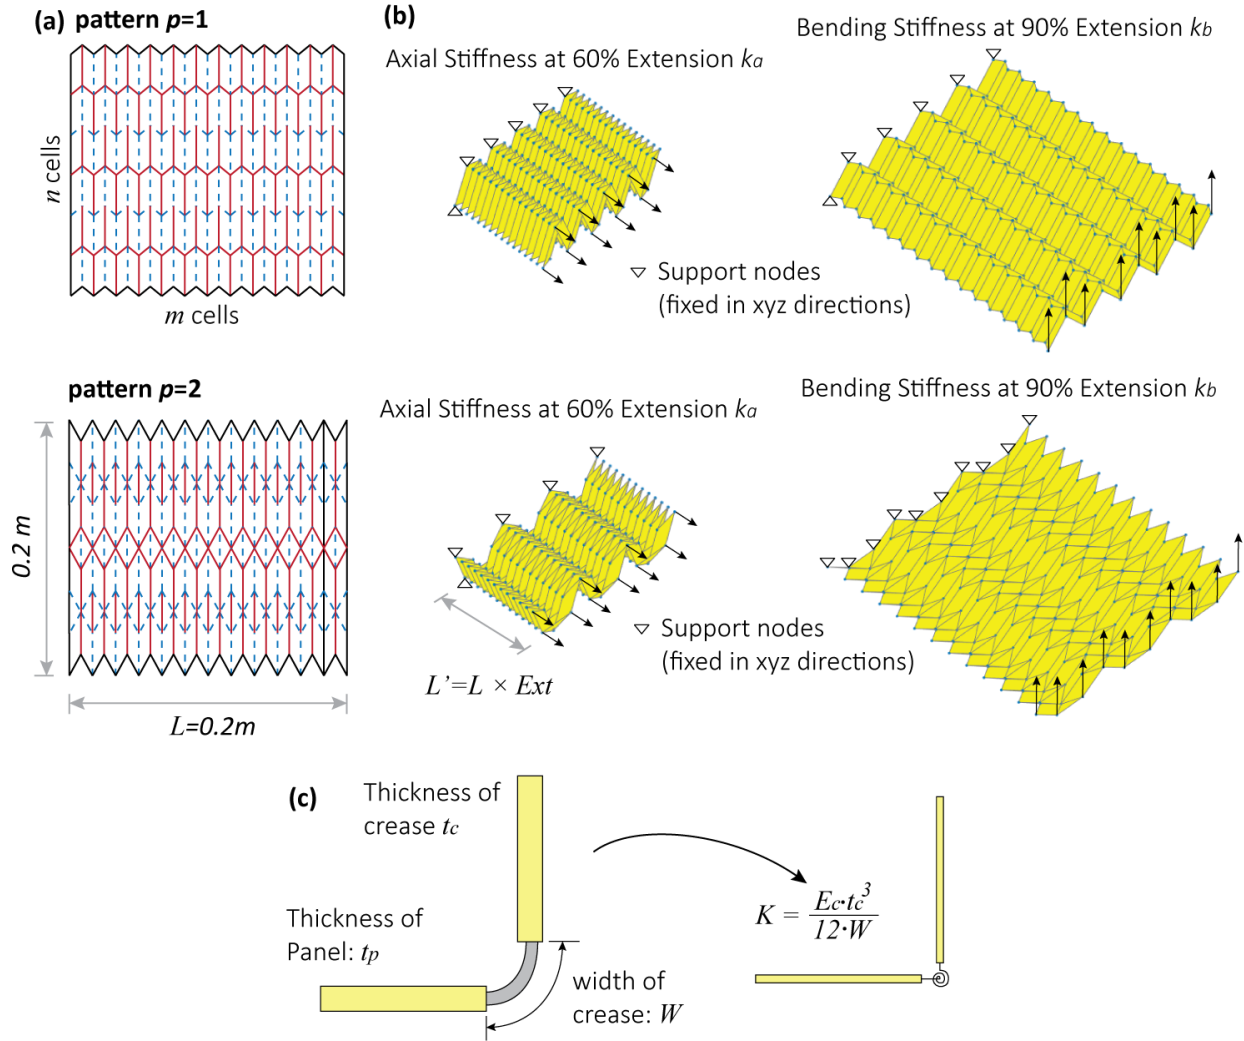 (a) pattern p=1
n cells
m cells
(b)
Axial Stiffness at 60% Extension ka
Bending Stiffness at 90% Extension kb
Support nodes
(fixed in xyz directions)
pattern p=2
0.2 m
L=0.2m
Axial Stiffness at 60% Extension ka
Bending Stiffness at 90% Extension kb
Support nodes
(fixed in xyz directions)
L'=L × Ext
(c)
Thickness of
crease tc
Thickness of
Panel: tp
width of
crease: W
K = Ec·tc³ / 12·W